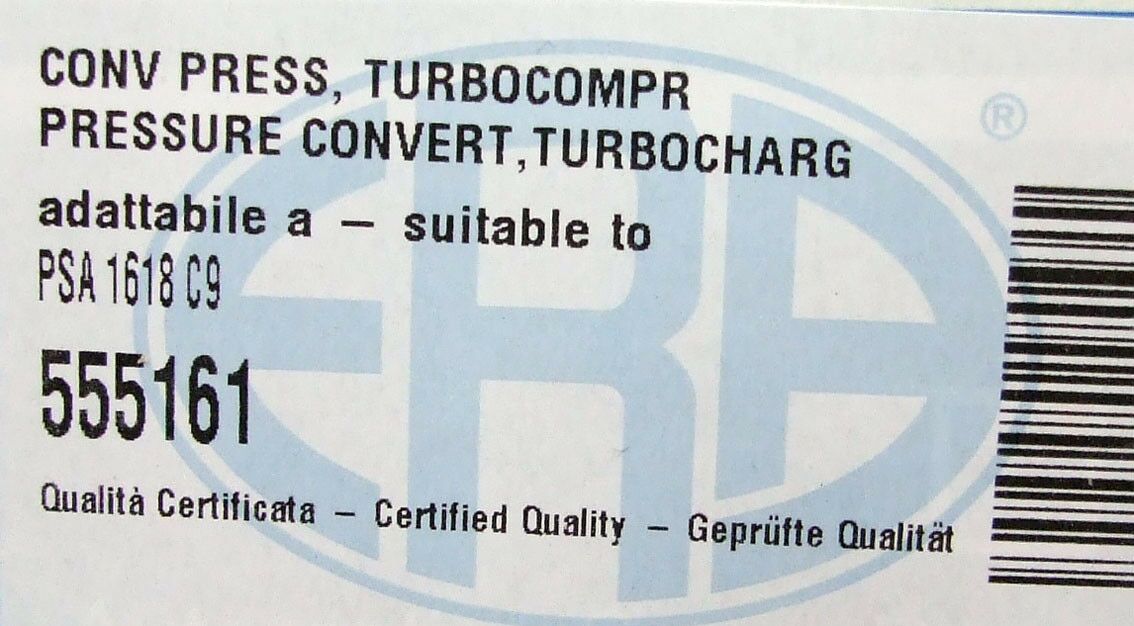 CONV PRESS, TURBOCOMPR
PRESSURE CONVERT,TURBOCHARG
adattabile a – suitable to
PSA 1618 C9
555161
Qualità Certificata – Certified Quality – Geprüfte Qualität
ERA ®